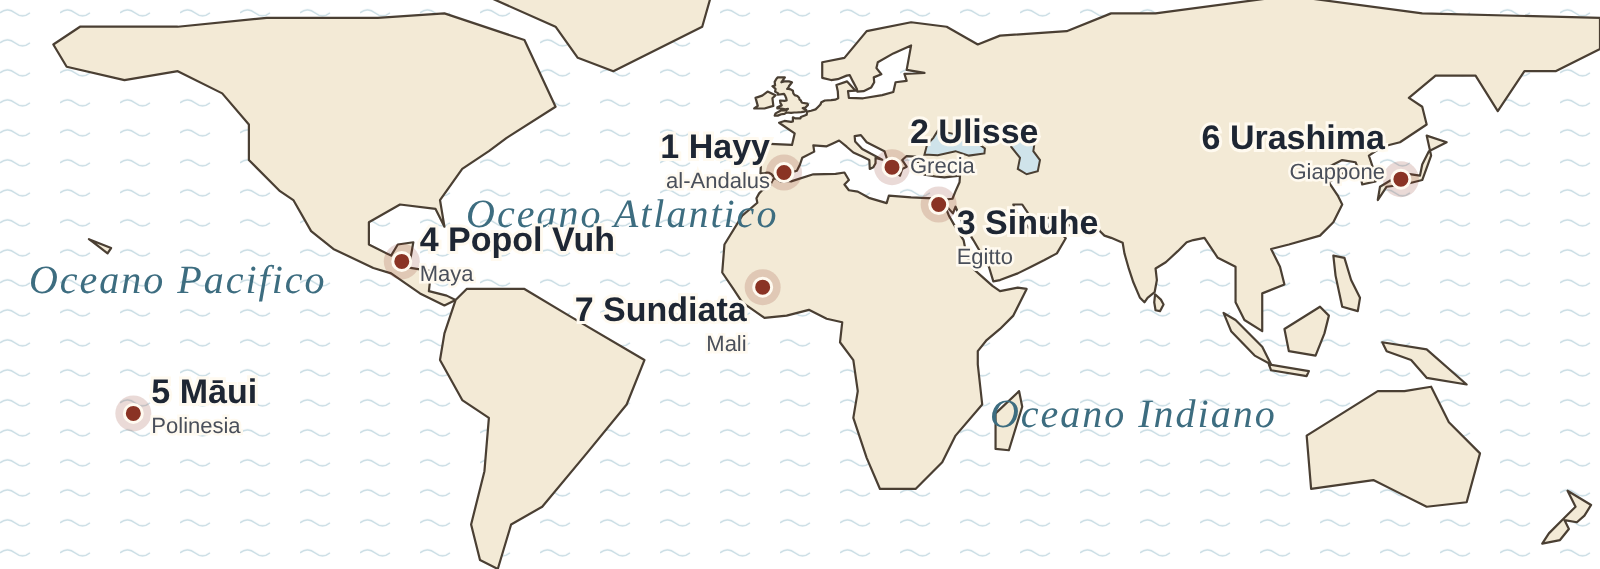 2 Ulisse
Grecia
1 Hayy
al-Andalus
6 Urashima
Giappone
Oceano Atlantico
3 Sinuhe
Egitto
4 Popol Vuh
Maya
Oceano Pacifico
7 Sundiata
Mali
5 Māui
Polinesia
Oceano Indiano